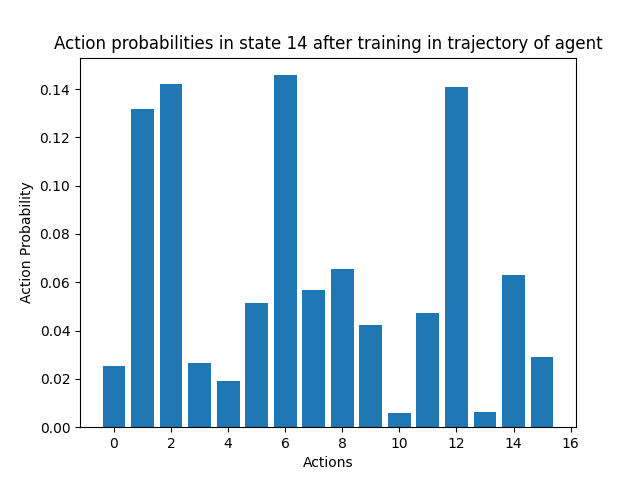 Action probabilities in state 14 after training in trajectory of agent
0.14
0.12
0.10
0.08
0.06
0.04
0.02
0.00
Action Probability
0 2 4 6 8 10 12 14 16
Actions